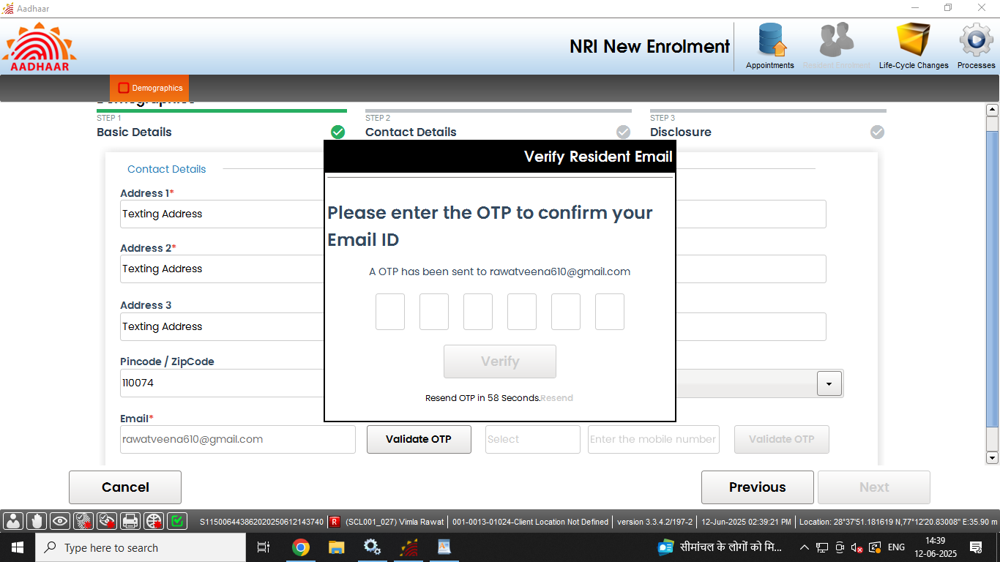 Aadhaar
AADHAAR
NRI New Enrolment
Appointments
Resident Enrolment
Life-Cycle Changes
Processes
Demographics
Demographics
STEP 1
Basic Details
STEP 2
Contact Details
STEP 3
Disclosure
Contact Details
Address 1*
Texting Address
Address 2*
Texting Address
Address 3
Texting Address
Pincode / ZipCode
110074
Email*
rawatveena610@gmail.com
Validate OTP
Select
Enter the mobile number
Validate OTP
Verify Resident Email
Please enter the OTP to confirm your
Email ID
A OTP has been sent to rawatveena610@gmail.com
Verify
Resend OTP in 58 Seconds.Resend
Cancel
Previous
Next
S1150064438620202506121437​40 R (SCL001_027) Vimla Rawat 001-0013-01024-Client Location Not Defined version 3.3.4.2/197-2 12-Jun-2025 02:39:21 PM Location: 28°37'51.181619 N,77°12'20.83008" E:35.90 m
Type here to search
सीमांचल के लोगों को मि...
ENG
14:39
12-06-2025